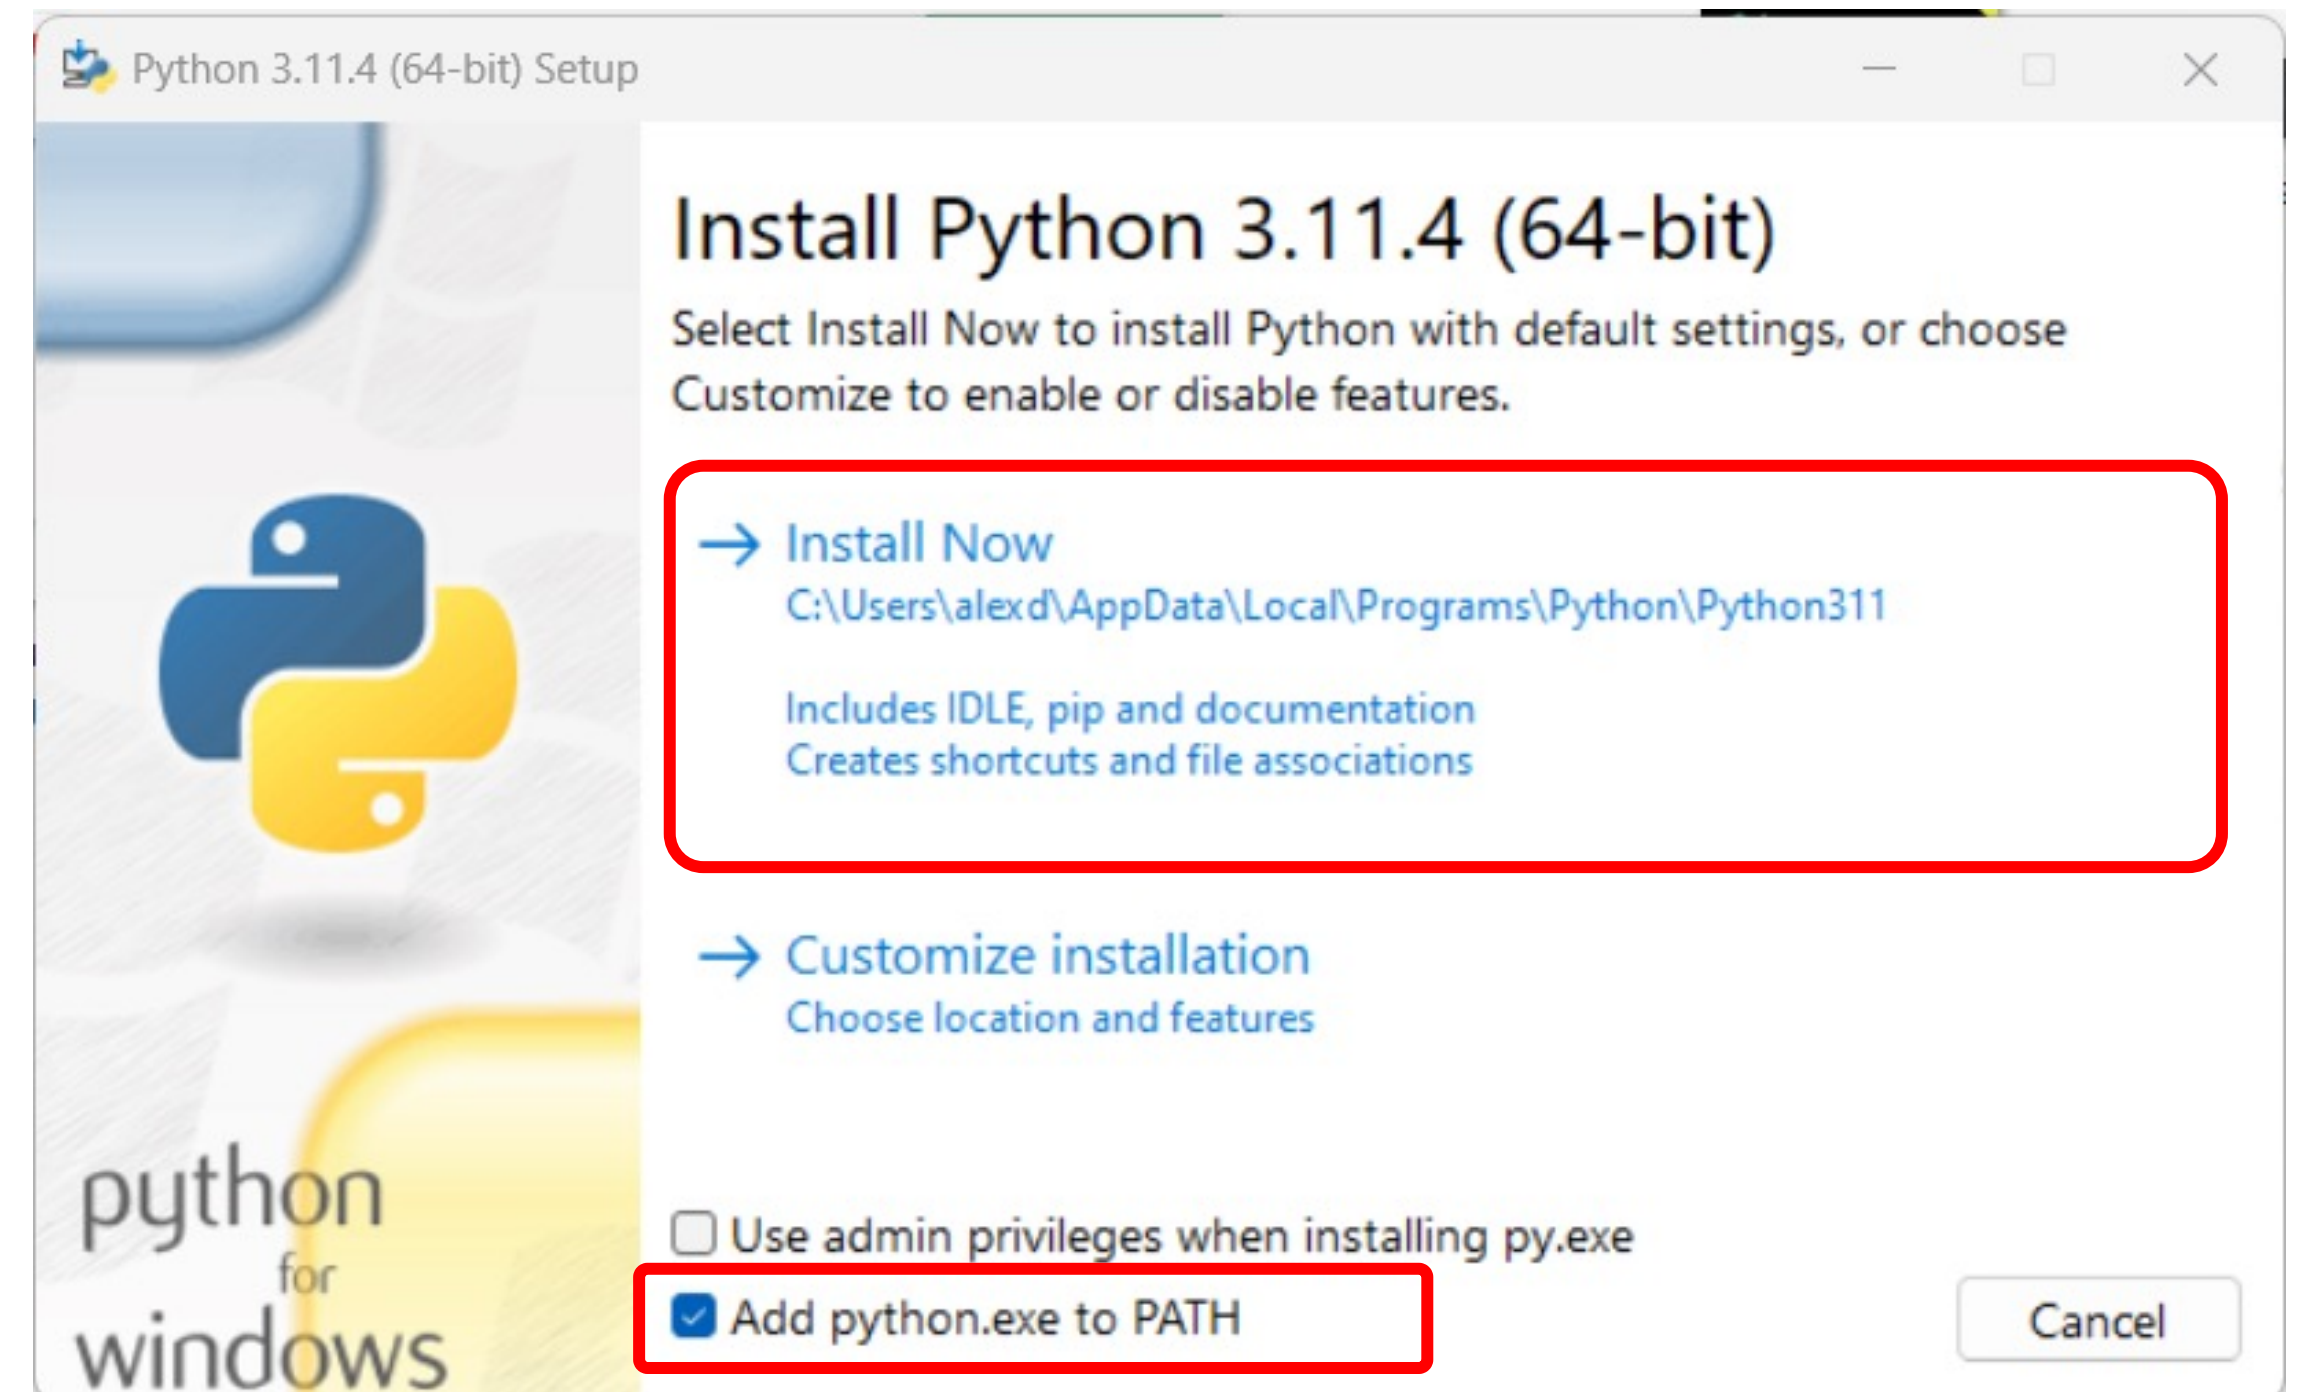 Python 3.11.4 (64-bit) Setup
Install Python 3.11.4 (64-bit)
Select Install Now to install Python with default settings, or choose
Customize to enable or disable features.
Install Now
C:\Users\alexd\AppData\Local\Programs\Python\Python311
Includes IDLE, pip and documentation
Creates shortcuts and file associations
Customize installation
Choose location and features
Use admin privileges when installing py.exe
Add python.exe to PATH
Cancel
python
for
windows